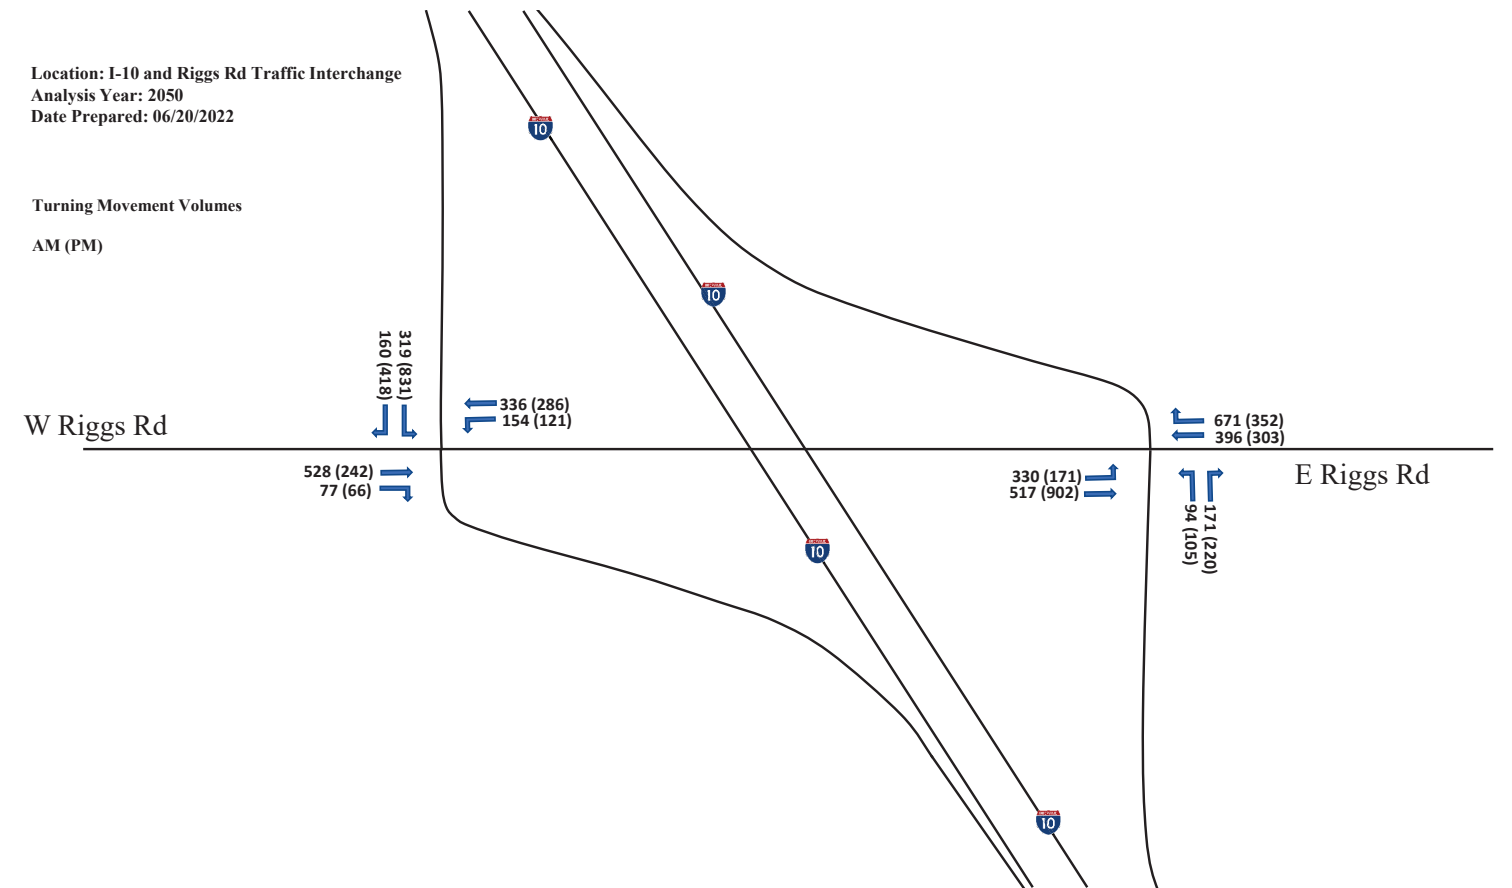 Location: I-10 and Riggs Rd Traffic Interchange
Analysis Year: 2050
Date Prepared: 06/20/2022
Turning Movement Volumes
AM (PM)
10
10
319 (831)
160 (418)
336 (286)
154 (121)
W Riggs Rd
671 (352)
396 (303)
528 (242)
77 (66)
330 (171)
517 (902)
E Riggs Rd
171 (220)
94 (105)
10
10